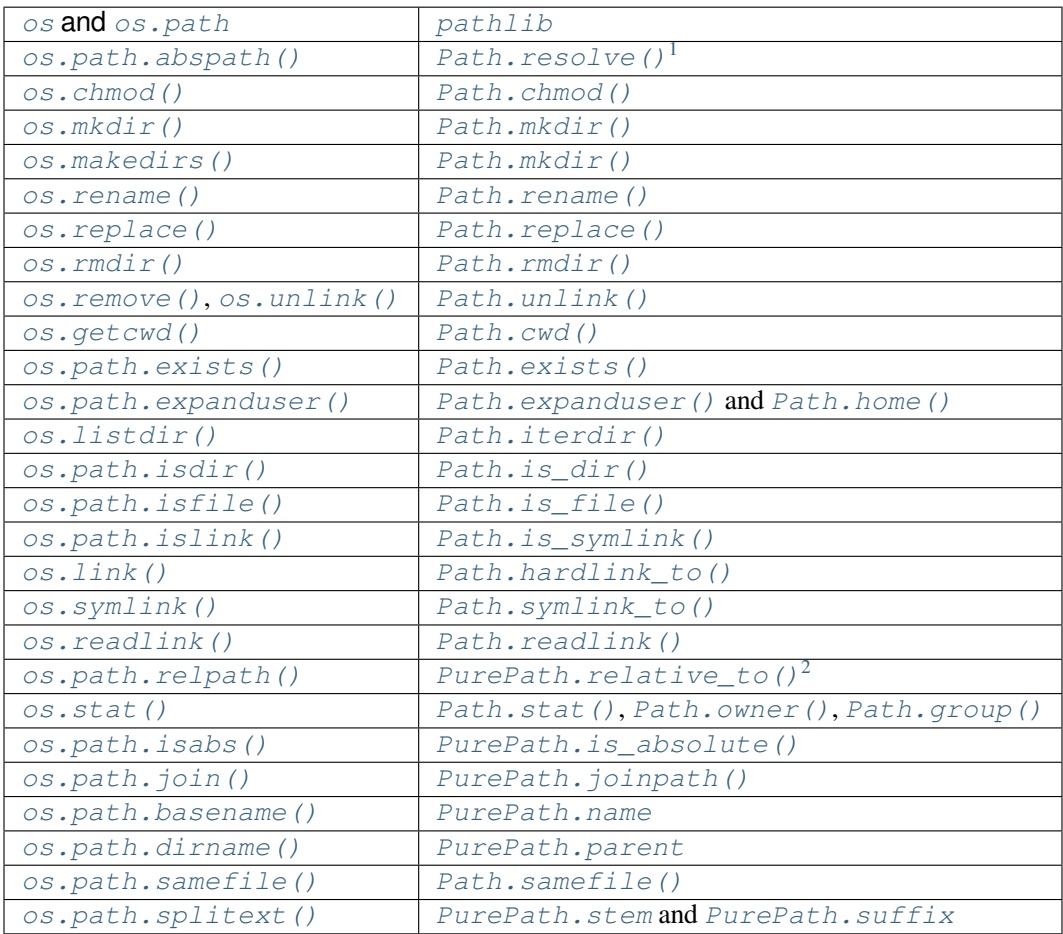 os and os.path pathlib
os.path.abspath() Path.resolve()1
os.chmod() Path.chmod()
os.mkdir() Path.mkdir()
os.makedirs() Path.mkdir()
os.rename() Path.rename()
os.replace() Path.replace()
os.rmdir() Path.rmdir()
os.remove(), os.unlink() Path.unlink()
os.getcwd() Path.cwd()
os.path.exists() Path.exists()
os.path.expanduser() Path.expanduser() and Path.home()
os.listdir() Path.iterdir()
os.path.isdir() Path.is_dir()
os.path.isfile() Path.is_file()
os.path.islink() Path.is_symlink()
os.link() Path.hardlink_to()
os.symlink() Path.symlink_to()
os.readlink() Path.readlink()
os.path.relpath() PurePath.relative_to()2
os.stat() Path.stat(), Path.owner(), Path.group()
os.path.isabs() PurePath.is_absolute()
os.path.join() PurePath.joinpath()
os.path.basename() PurePath.name
os.path.dirname() PurePath.parent
os.path.samefile() Path.samefile()
os.path.splitext() PurePath.stem and PurePath.suffix